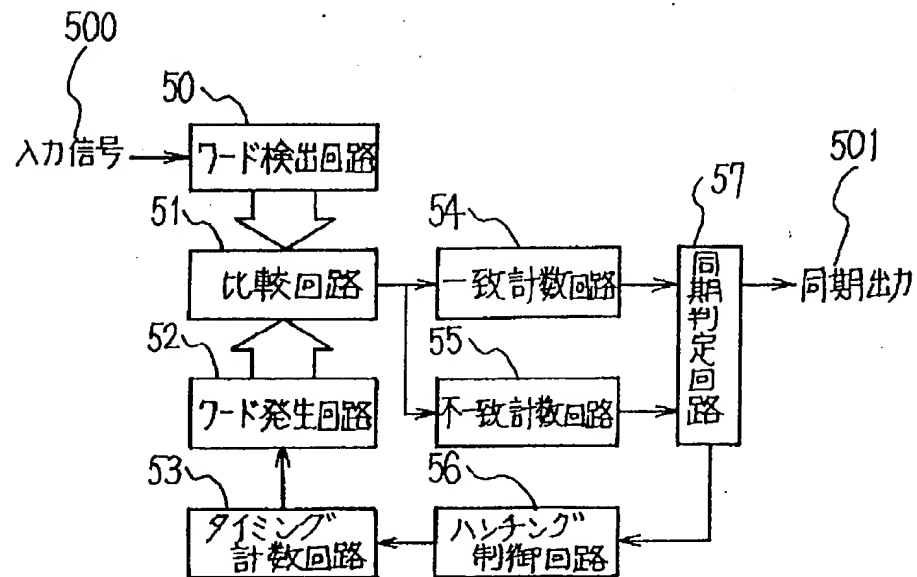 500
入力信号
50
ワード検出回路
51
比較回路
52
ワード発生回路
53
タイミング
計数回路
54
一致計数回路
55
不一致計数回路
56
ハンチング
制御回路
57
同期判定回路
501
同期出力